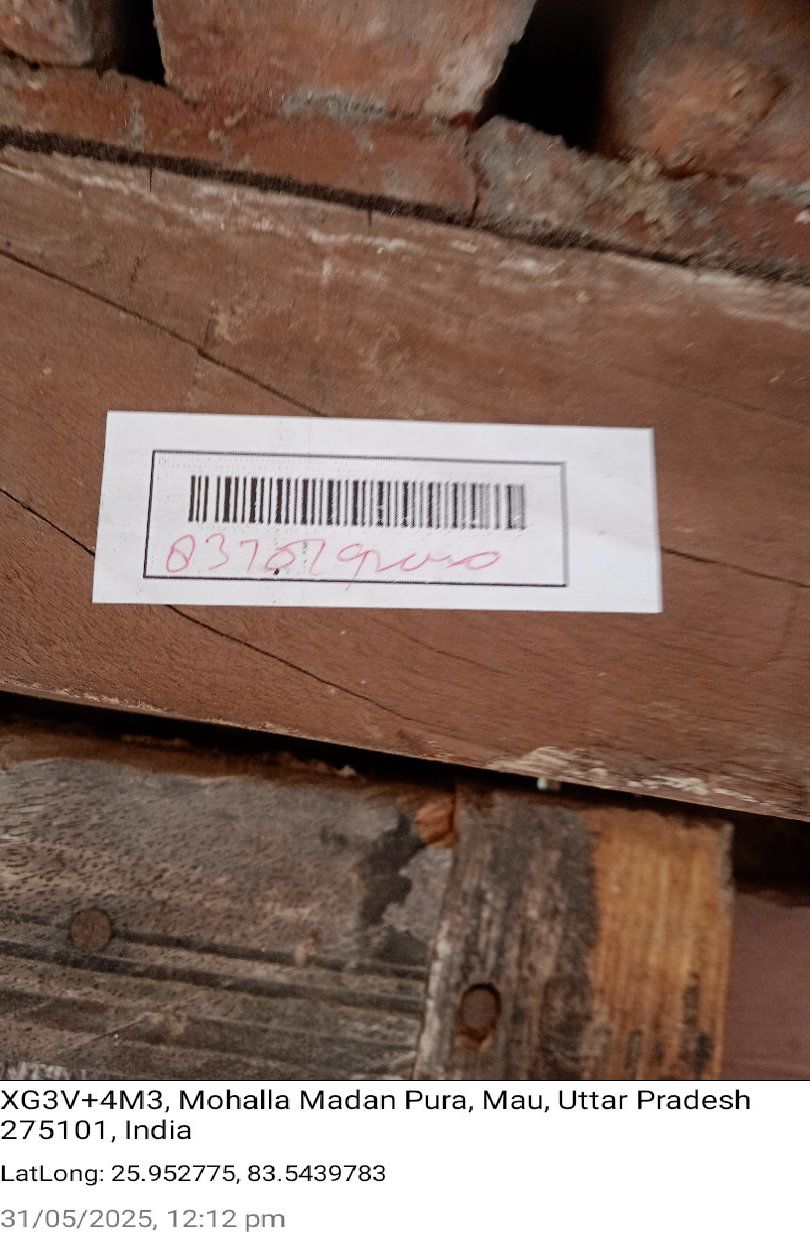 XG3V+4M3, Mohalla Madan Pura, Mau, Uttar Pradesh
275101, India
LatLong: 25.952775, 83.5439783
31/05/2025, 12:12 pm